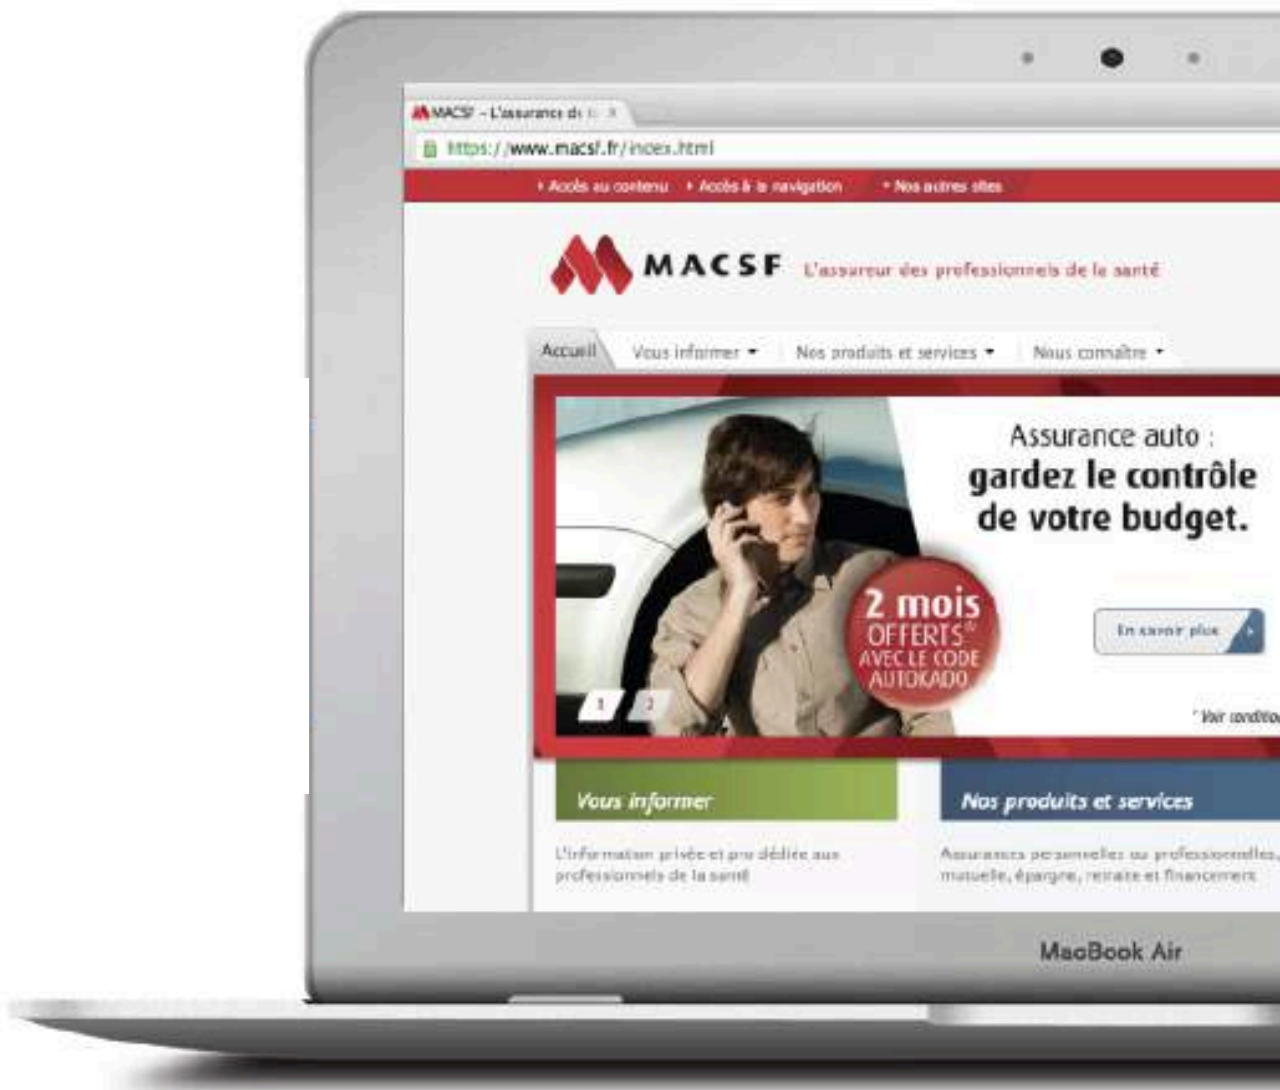 MACSF - L'assurance de
https://www.macsf.fr/index.html
Accès au contenu Accès à la navigation Nos autres sites
MACSF L'assureur des professionnels de la santé
Accueil Vous informer Nos produits et services Nous connaître
Assurance auto :
gardez le contrôle
de votre budget.
2 mois
OFFERTS*
AVEC LE CODE
AUTOKADO
En savoir plus
1 2
* Voir
Vous informer Nos produits et services
L'information privée et pro dédiée aux
professionnels de la santé
Assurances personnelles ou professionnelles,
mutuelle, épargne, retraite et financement
MacBook Air